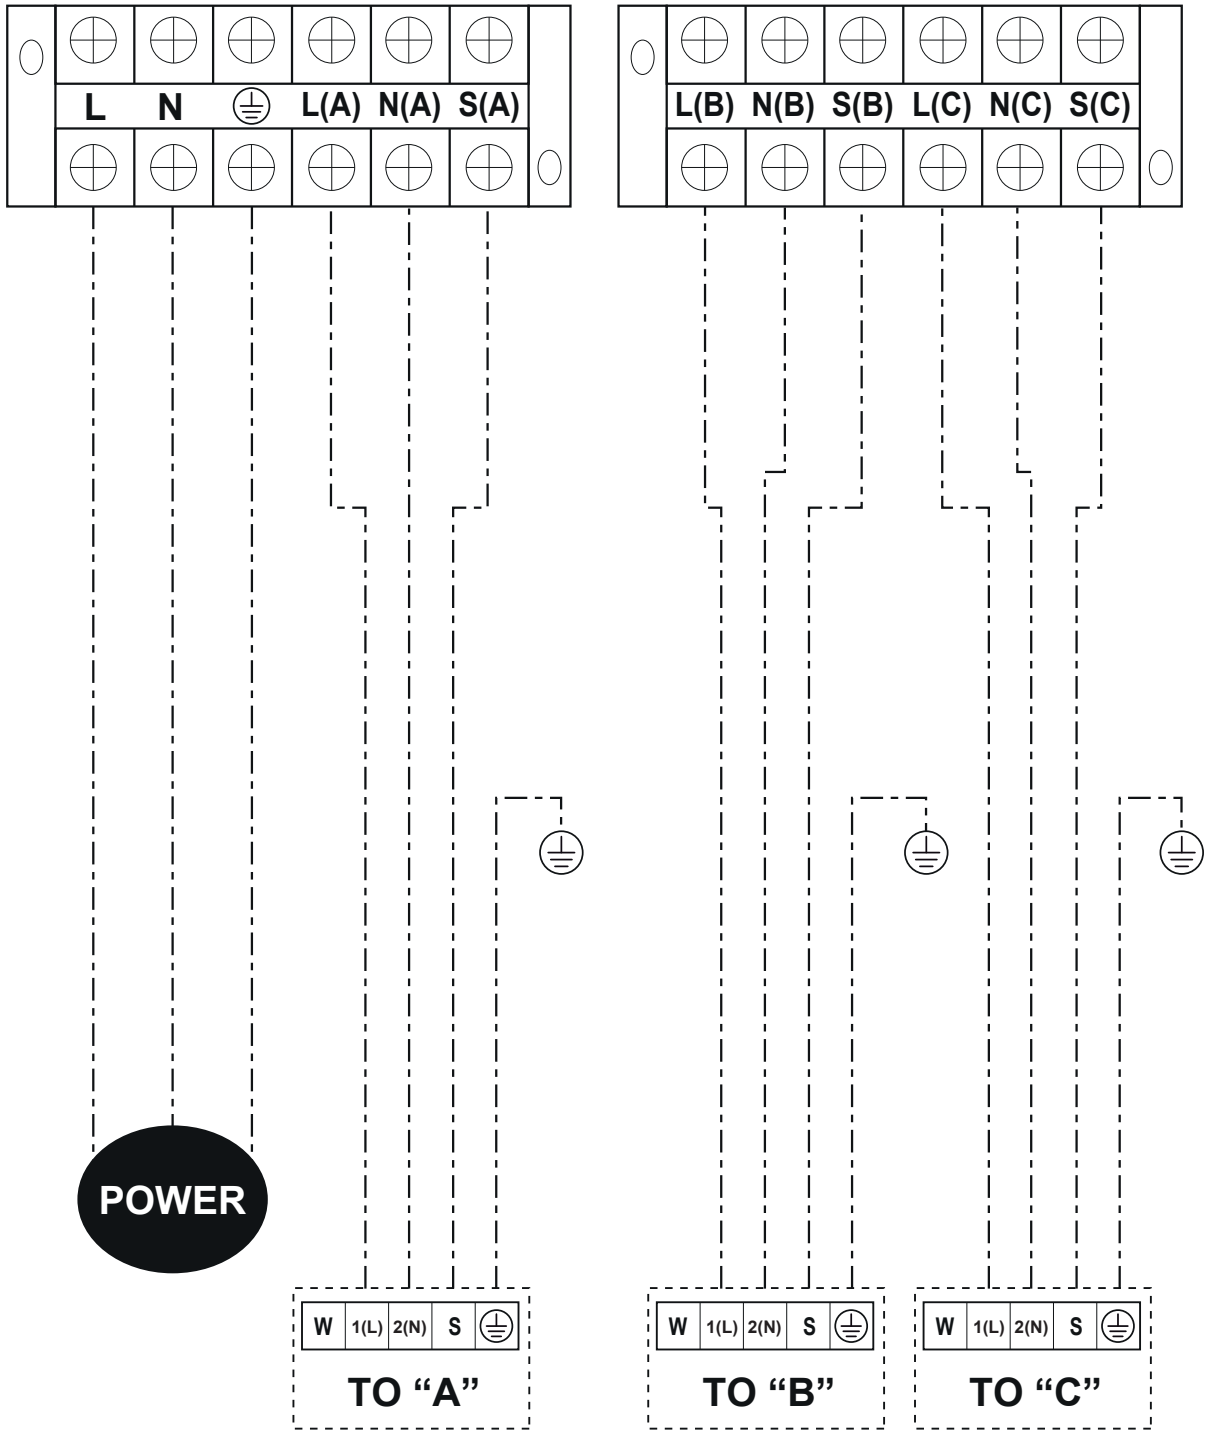 L N L(A) N(A) S(A) L(B) N(B) S(B) L(C) N(C) S(C)
POWER
W 1(L) 2(N) S
TO “A”
W 1(L) 2(N) S
TO “B”
W 1(L) 2(N) S
TO “C”